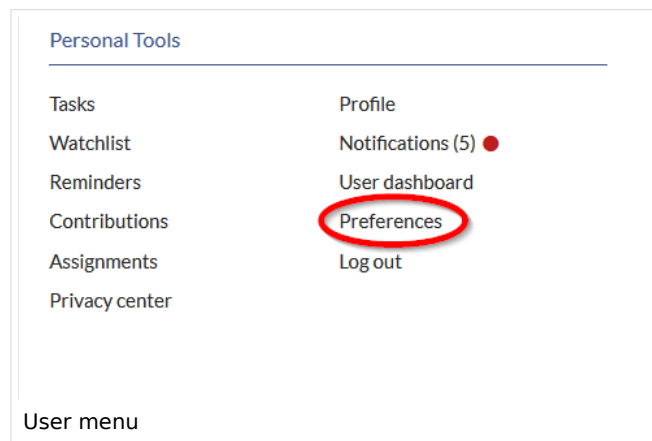 Personal Tools
Tasks
Watchlist
Reminders
Contributions
Assignments
Privacy center
Profile
Notifications (5)
User dashboard
Preferences
Log out
User menu